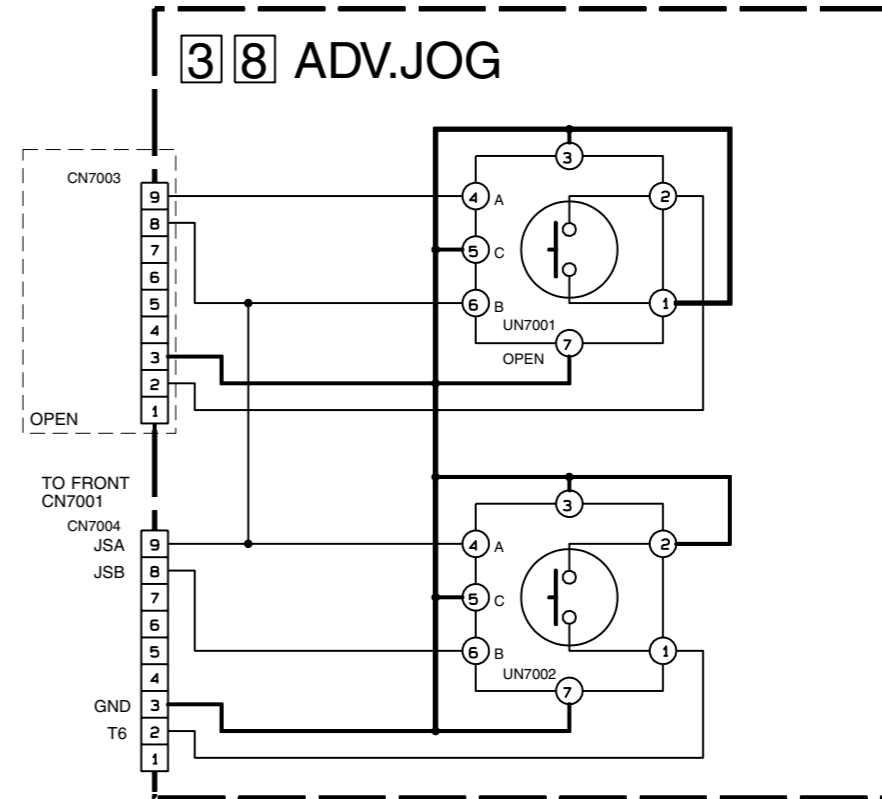 3 8 ADV.JOG
CN7003
9
8
7
6
5
4
3
2
1
OPEN
3
4 A
2
5 C
6 B
1
UN7001
7
OPEN
TO FRONT
CN7001
CN7004
JSA 9
JSB 8
7
6
5
4
GND 3
T6 2
1
3
4 A
2
5 C
6 B
1
UN7002
7